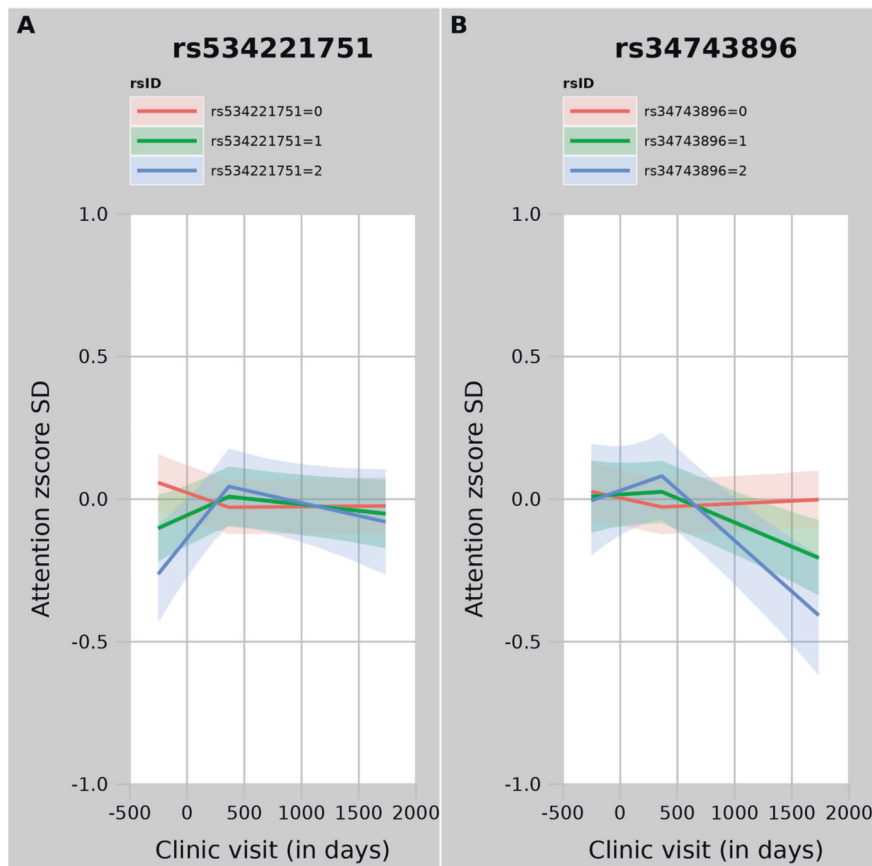 A
rs534221751
rsID
rs534221751=0
rs534221751=1
rs534221751=2
1.0
0.5
0.0
-0.5
-1.0
Attention zscore SD
-500 0 500 1000 1500 2000
Clinic visit (in days)
B
rs34743896
rsID
rs34743896=0
rs34743896=1
rs34743896=2
1.0
0.5
0.0
-0.5
-1.0
Attention zscore SD
-500 0 500 1000 1500 2000
Clinic visit (in days)